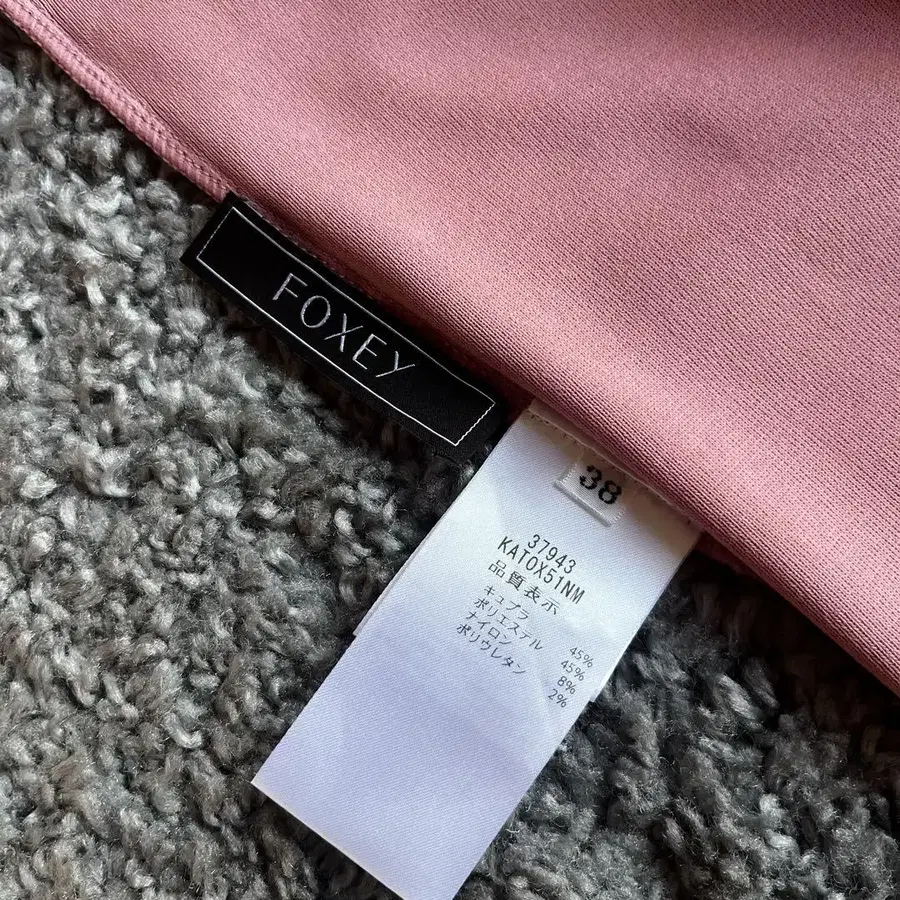 FOXEY
38
37943
KATOX51NM
品質表示
キュプラ 45%
ポリエステル 45%
ナイロン 8%
ポリウレタン 2%